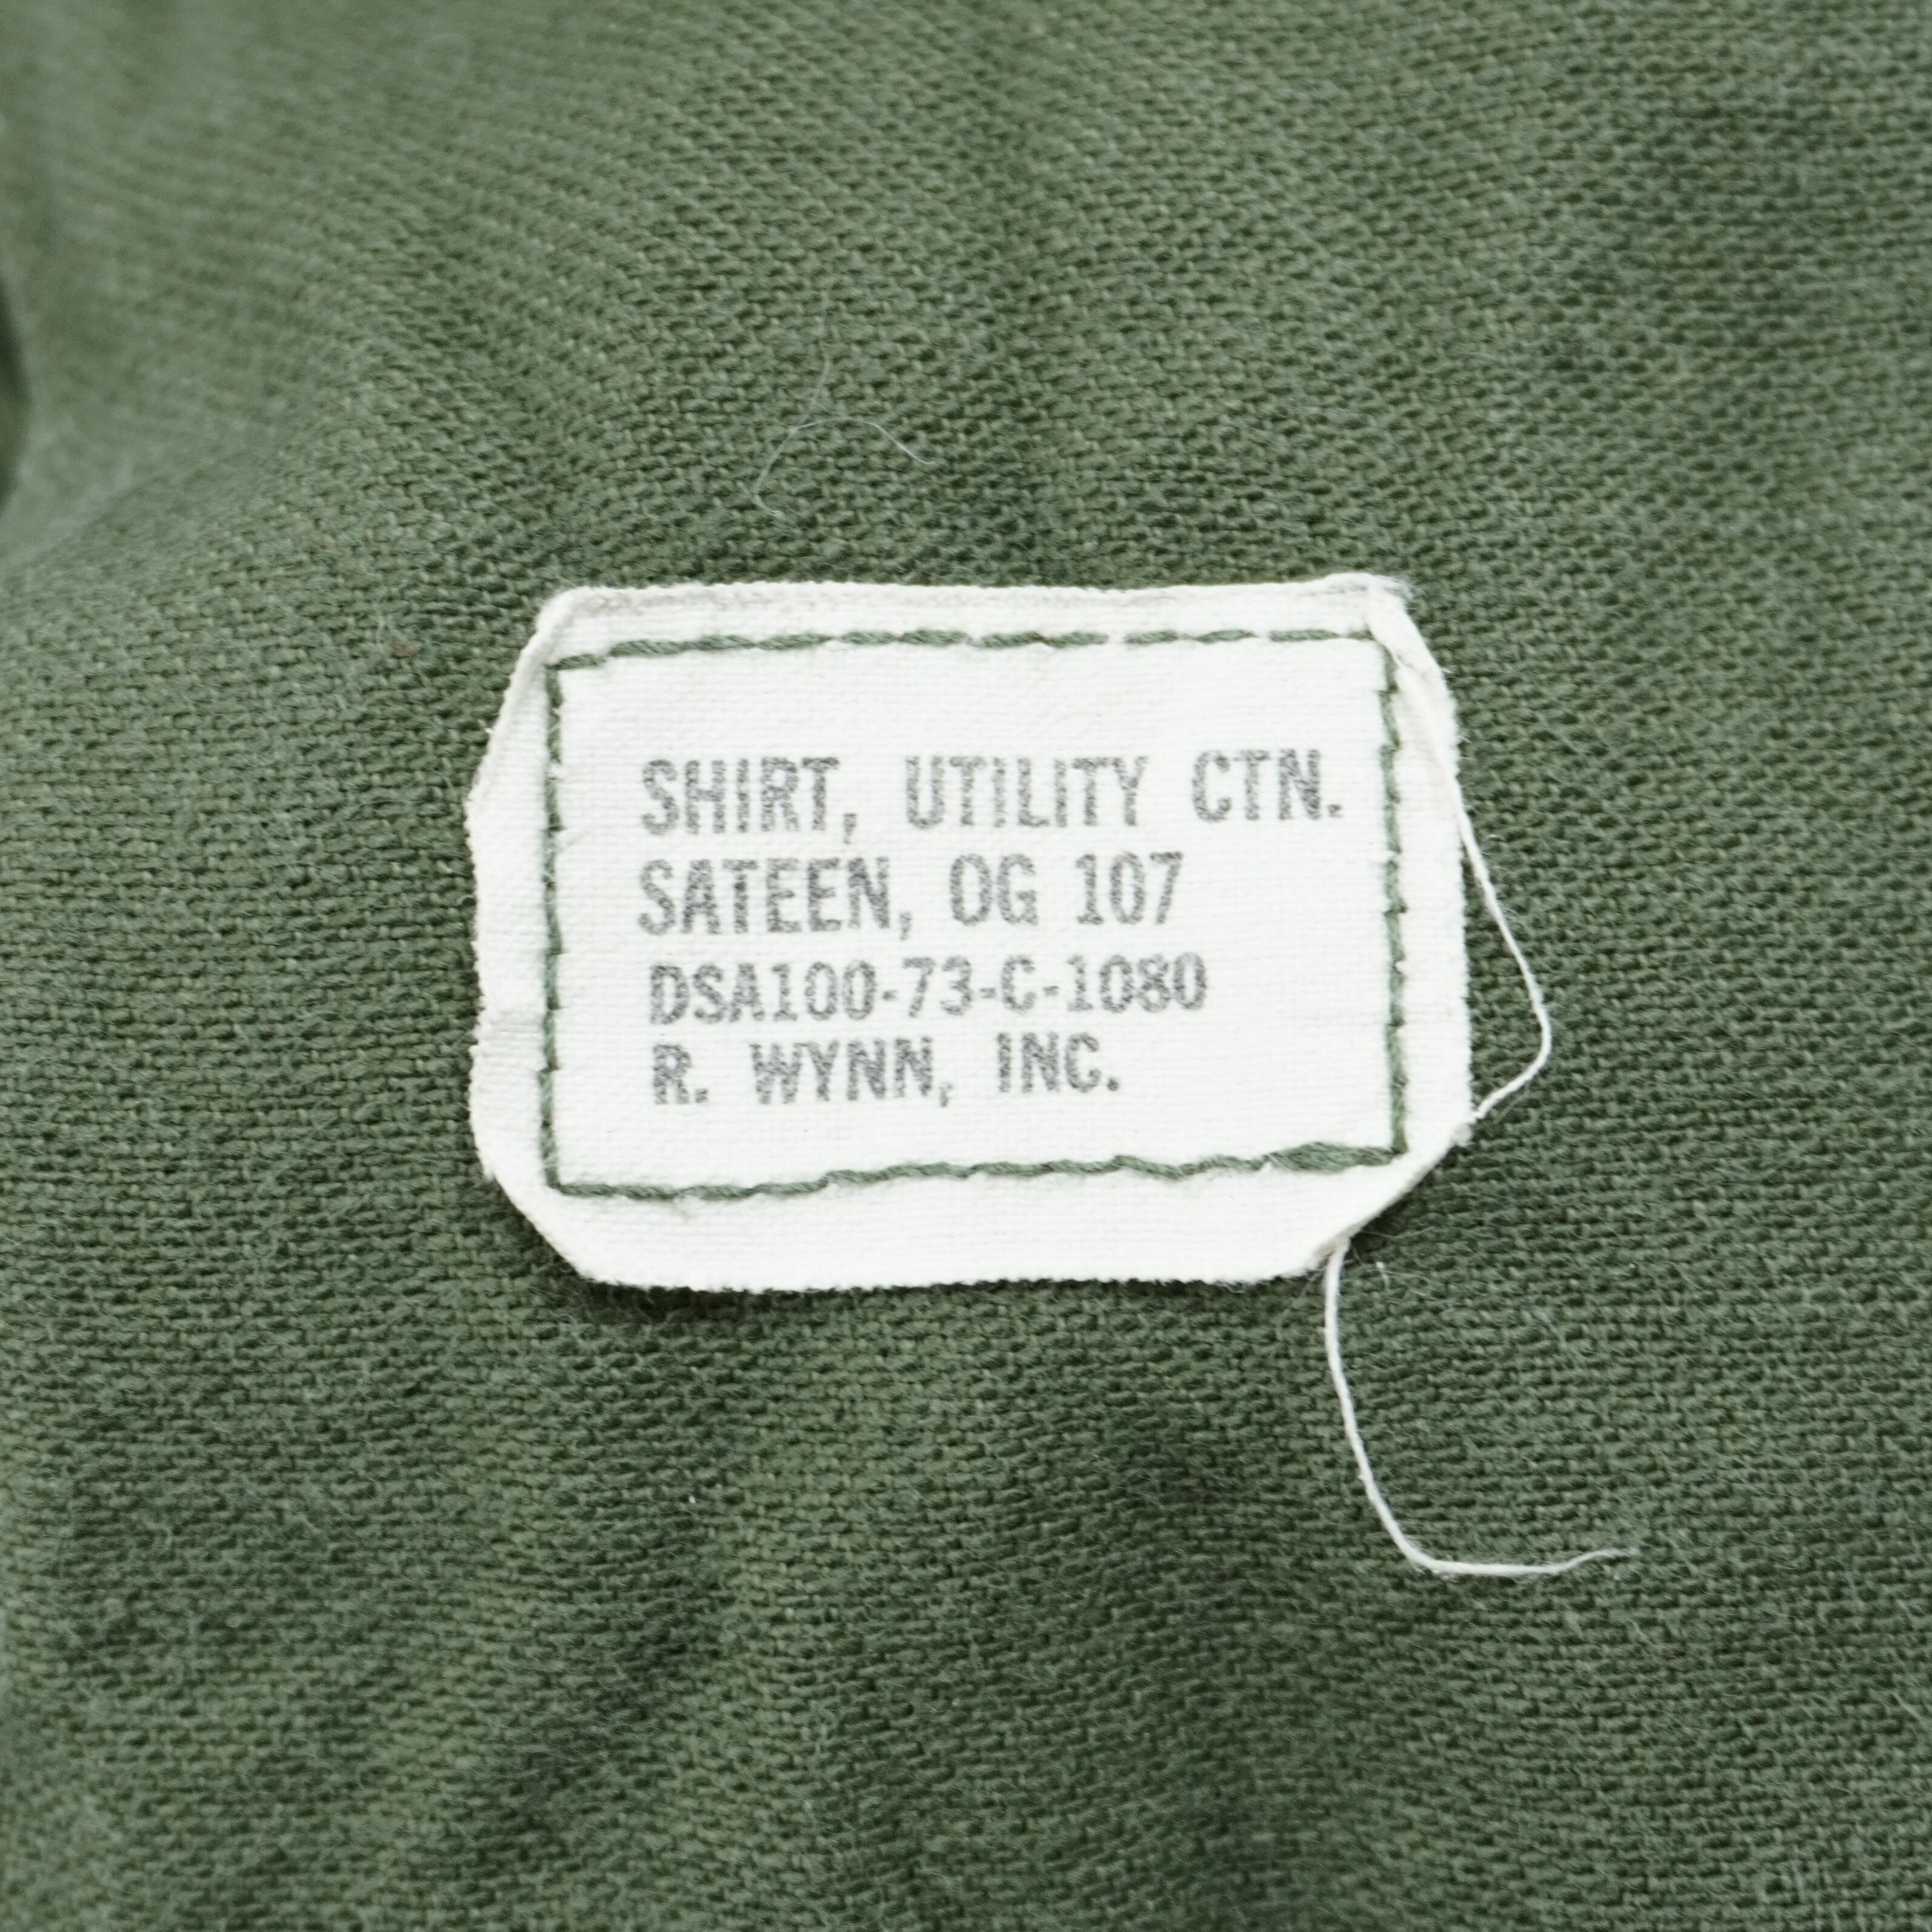 SHIRT, UTILITY CTN.
SATEEN, OG 107
DSA100-73-C-1080
R. WYNN, INC.